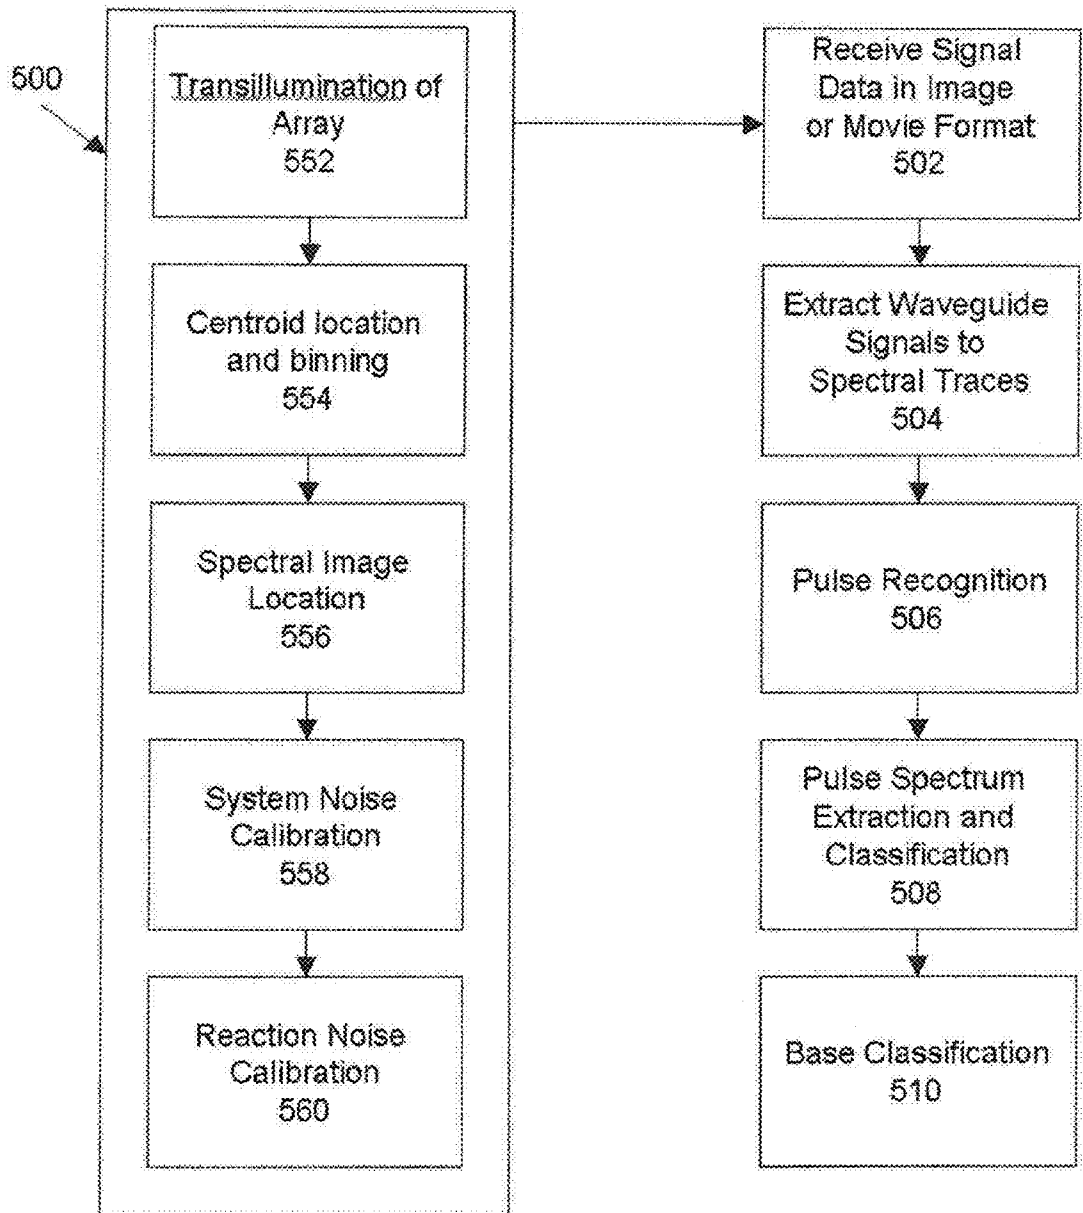 500
Transillumination of
Array
552
Centroid location
and binning
554
Spectral Image
Location
556
System Noise
Calibration
558
Reaction Noise
Calibration
560
Receive Signal
Data in Image
or Movie Format
502
Extract Waveguide
Signals to
Spectral Traces
504
Pulse Recognition
506
Pulse Spectrum
Extraction and
Classification
508
Base Classification
510